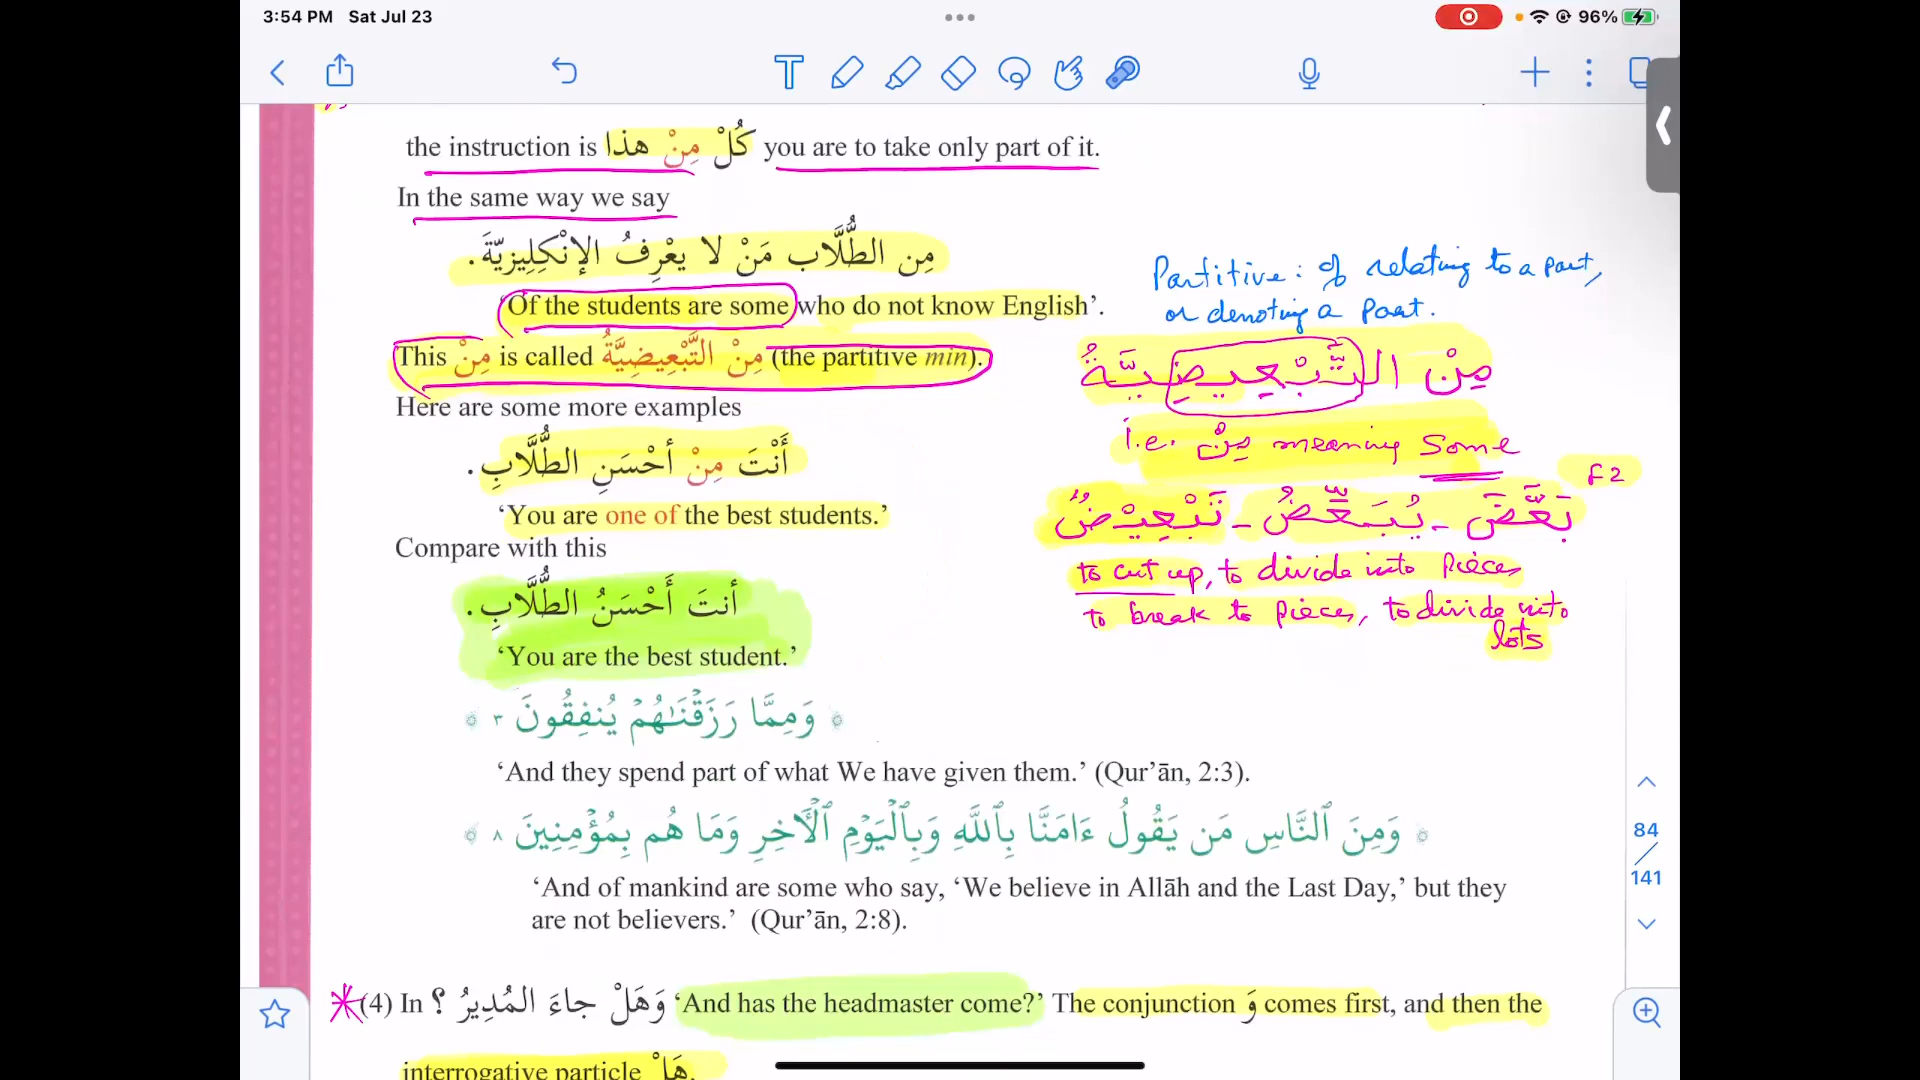 3:54 PM Sat Jul 23
96%
the instruction is كُلْ مِنْ هذا you are to take only part of it.
In the same way we say
مِن الطُّلَّاب مَنْ لا يعْرِفُ الإنْكِلِيزيّةَ .
‘Of the students are some who do not know English’.
This مِنْ is called مِنْ التَّبْعِيضِيَّةُ (the partitive min).
Here are some more examples
أَنْتَ مِنْ أحْسَنِ الطُّلَّابِ .
‘You are one of the best students.’
Compare with this
أنتَ أَحْسَنُ الطُّلَّابِ .
‘You are the best student.’
وَمِمَّا رَزَقْنَـٰهُمْ يُنفِقُونَ ٣
‘And they spend part of what We have given them.’ (Qur’ān, 2:3).
وَمِنَ ٱلنَّاسِ مَن يَقُولُ ءَامَنَّا بِٱللَّهِ وَبِٱلْيَوْمِ ٱلْـَٔاخِرِ وَمَا هُم بِمُؤْمِنِينَ ٨
‘And of mankind are some who say, ‘We believe in Allāh and the Last Day,’ but they
are not believers.’ (Qur’ān, 2:8).
(4) In وَهَلْ جاءَ المُدِيرُ ؟ ‘And has the headmaster come?’ The conjunction وَ comes first, and then the
interrogative particle هَلْ.
Partitive: of relating to a part,
or denoting a part.
مِنْ التَّبْعِيضِيَّةُ
i.e. مِنْ meaning some
F2
بَعَّضَ - يُبَعِّضُ - تَبْعِيْضٌ
to cut up, to divide into pieces
to break to pieces, to divide into
lots
84
141